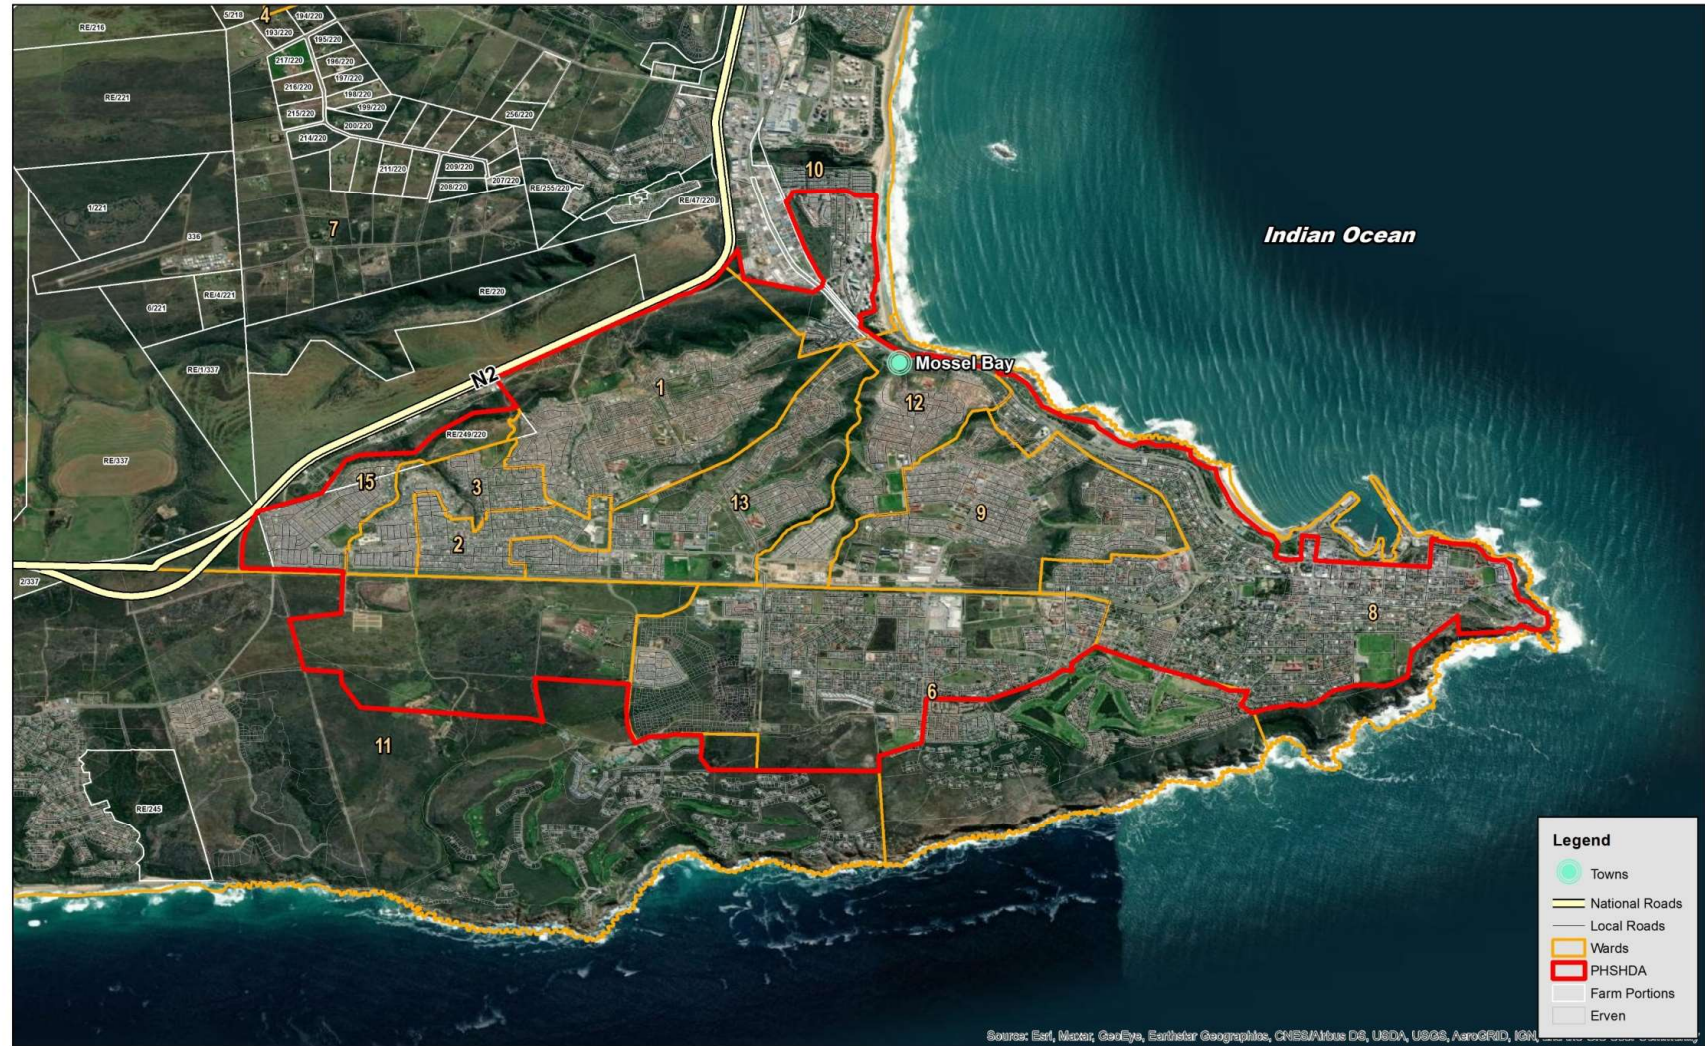 4
5/218
194/220
RE/216
193/220
195/220
217/220
196/220
197/220
216/220
198/220
RE/221
199/220
215/220
256/220
200/220
214/220
10
211/220
209/220
207/220
208/220
RE/255/220
RE/47/220
1/221
7
336
Indian Ocean
RE/4/221
RE/220
6/221
Mossel Bay
RE/1/337
N2
1
12
RE/249/220
RE/337
15
3
13
9
2
2/337
8
6
11
RE/245
Legend
Towns
National Roads
Local Roads
Wards
PHSHDA
Farm Portions
Erven
Source: Esri, Maxar, GeoEye, Earthstar Geographics, CNES/Airbus DS, USDA, USGS, AeroGRID, IGN,